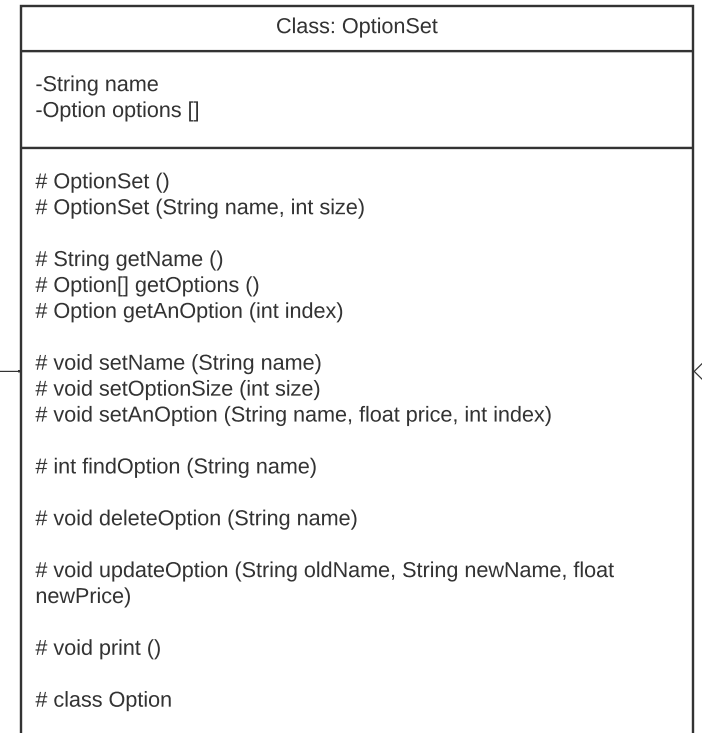 Class: OptionSet
-String name
-Option options []
# OptionSet ()
# OptionSet (String name, int size)
# String getName ()
# Option[] getOptions ()
# Option getAnOption (int index)
# void setName (String name)
# void setOptionSize (int size)
# void setAnOption (String name, float price, int index)
# int findOption (String name)
# void deleteOption (String name)
# void updateOption (String oldName, String newName, float
newPrice)
# void print ()
# class Option